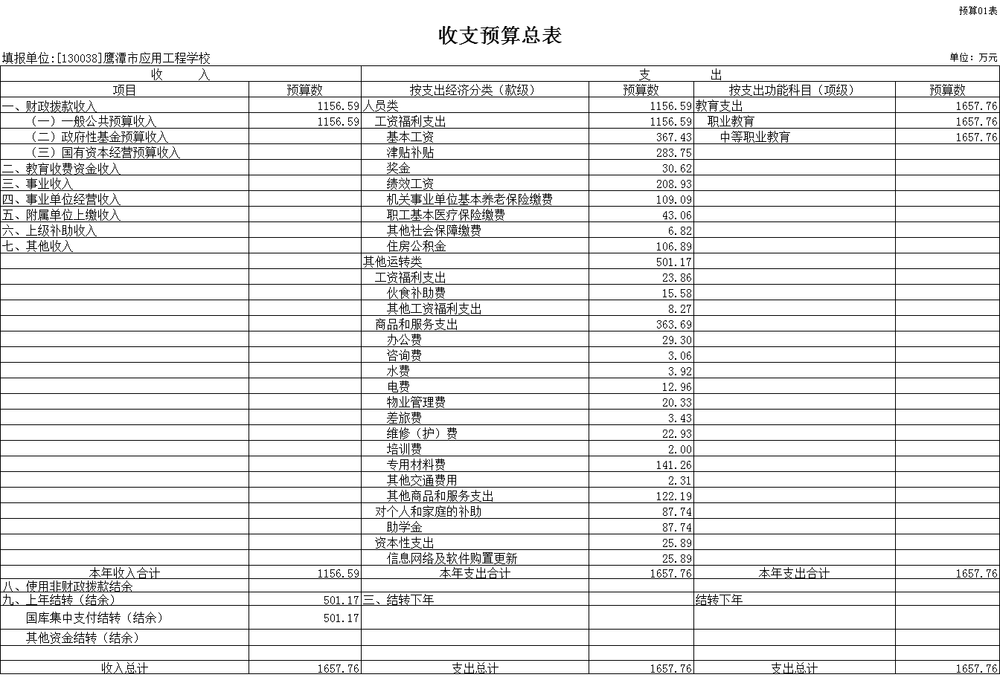 预算01表
收支预算总表
填报单位:[130038]鹰潭市应用工程学校 单位：万元
收 入 支 出
项目 预算数 按支出经济分类（款级） 预算数 按支出功能科目（项级） 预算数
一、财政拨款收入 1156.59 人员类 1156.59 教育支出 1657.76
（一）一般公共预算收入 1156.59 工资福利支出 1156.59 职业教育 1657.76
（二）政府性基金预算收入 基本工资 367.43 中等职业教育 1657.76
（三）国有资本经营预算收入 津贴补贴 283.75
二、教育收费资金收入 奖金 30.62
三、事业收入 绩效工资 208.93
四、事业单位经营收入 机关事业单位基本养老保险缴费 109.09
五、附属单位上缴收入 职工基本医疗保险缴费 43.06
六、上级补助收入 其他社会保障缴费 6.82
七、其他收入 住房公积金 106.89
其他运转类 501.17
工资福利支出 23.86
伙食补助费 15.58
其他工资福利支出 8.27
商品和服务支出 363.69
办公费 29.30
咨询费 3.06
水费 3.92
电费 12.96
物业管理费 20.33
差旅费 3.43
维修（护）费 22.93
培训费 2.00
专用材料费 141.26
其他交通费用 2.31
其他商品和服务支出 122.19
对个人和家庭的补助 87.74
助学金 87.74
资本性支出 25.89
信息网络及软件购置更新 25.89
本年收入合计 1156.59 本年支出合计 1657.76 本年支出合计 1657.76
八、使用非财政拨款结余
九、上年结转（结余） 501.17 三、结转下年 结转下年
国库集中支付结转（结余） 501.17
其他资金结转（结余）
收入总计 1657.76 支出总计 1657.76 支出总计 1657.76